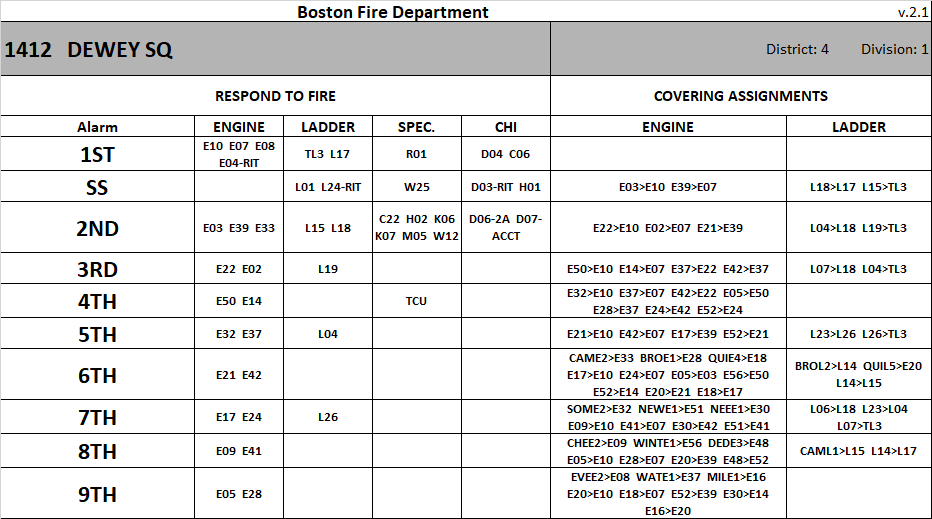 Boston Fire Department v.2.1
1412 DEWEY SQ District: 4 Division: 1
RESPOND TO FIRE COVERING ASSIGNMENTS
Alarm ENGINE LADDER SPEC. CHI ENGINE LADDER
1ST E10 E07 E08 E04-RIT TL3 L17 R01 D04 C06
SS L01 L24-RIT W25 D03-RIT H01 E03>E10 E39>E07 L18>L17 L15>TL3
2ND E03 E39 E33 L15 L18 C22 H02 K06 K07 M05 W12 D06-2A D07-ACCT E22>E10 E02>E07 E21>E39 L04>L18 L19>TL3
3RD E22 E02 L19 E50>E10 E14>E07 E37>E22 E42>E37 L07>L18 L04>TL3
4TH E50 E14 TCU E32>E10 E37>E07 E42>E22 E05>E50 E28>E37 E24>E42 E52>E24
5TH E32 E37 L04 E21>E10 E42>E07 E17>E39 E52>E21 L23>L26 L26>TL3
6TH E21 E42 CAME2>E33 BROE1>E28 QUIE4>E18 E17>E10 E24>E07 E05>E03 E56>E50 E52>E14 E20>E21 E18>E17 BROL2>L14 QUIL5>E20 L14>L15
7TH E17 E24 L26 SOME2>E32 NEWE1>E51 NEEE1>E30 E09>E10 E41>E07 E30>E42 E51>E41 L06>L18 L23>L04 L07>TL3
8TH E09 E41 CHEE2>E09 WINTE1>E56 DEDE3>E48 E05>E10 E28>E07 E20>E39 E48>E52 CAML1>L15 L14>L17
9TH E05 E28 EVEE2>E08 WATE1>E37 MILE1>E16 E20>E10 E18>E07 E52>E39 E30>E14 E16>E20